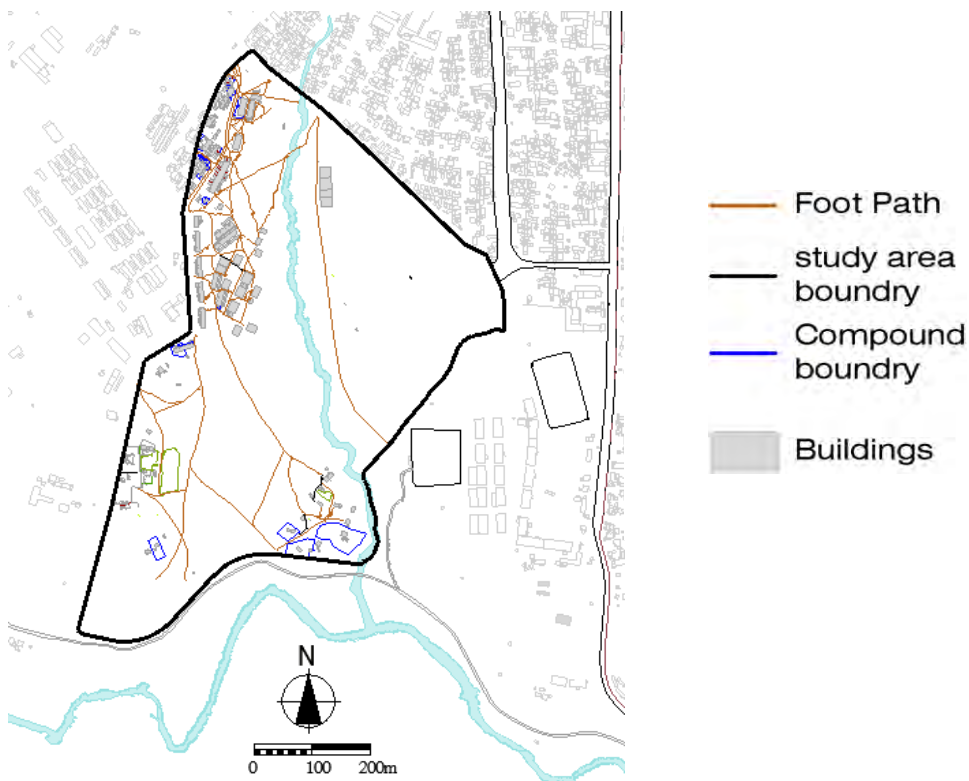 Foot Path
study area
boundry
Compound
boundry
Buildings
N
0 100 200m